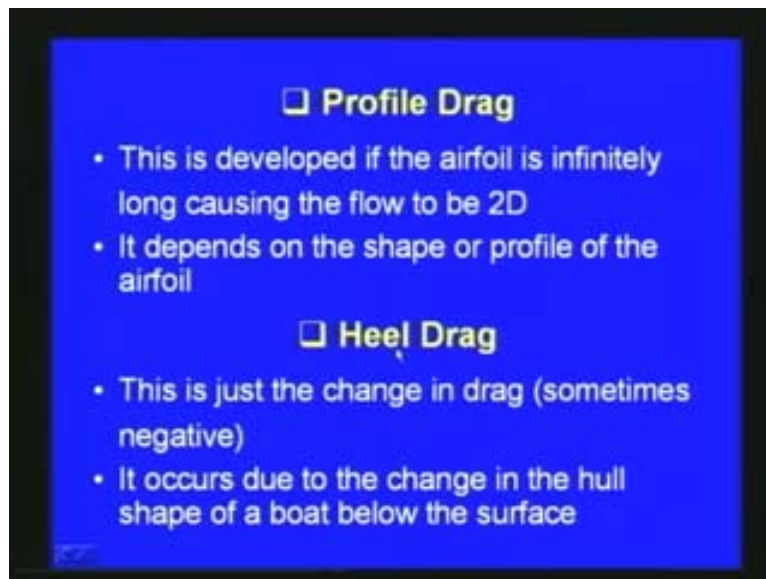 Profile Drag
• This is developed if the airfoil is infinitely
long causing the flow to be 2D
• It depends on the shape or profile of the
airfoil
Heel Drag
• This is just the change in drag (sometimes
negative)
• It occurs due to the change in the hull
shape of a boat below the surface